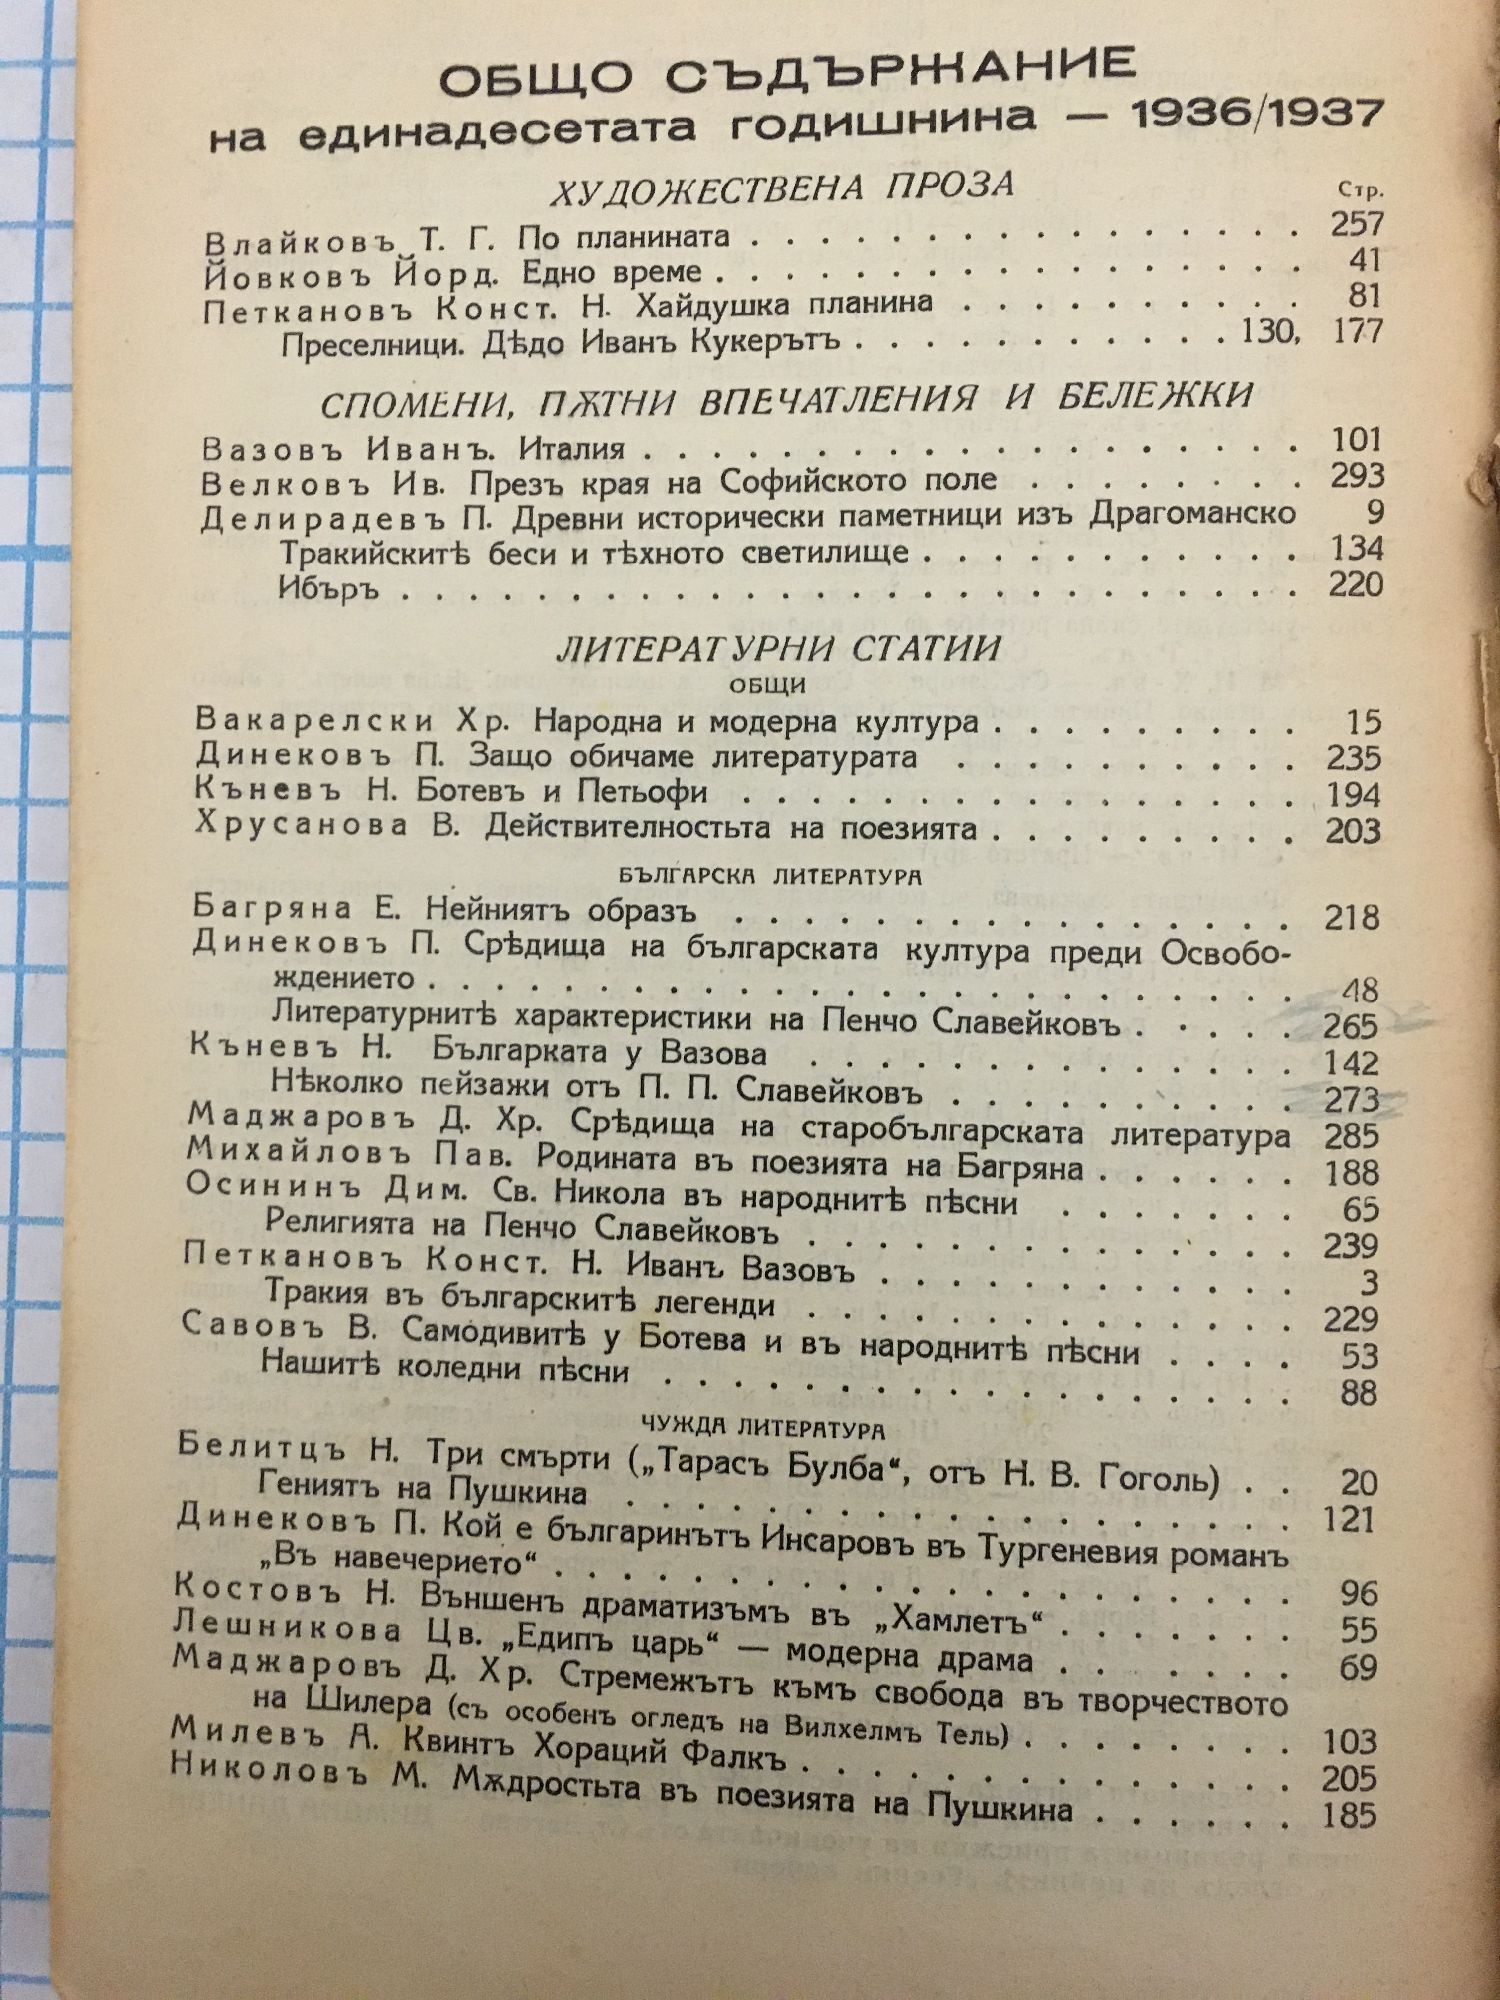 ОБЩО СЪДЪРЖАНИЕ
на единадесетата годишнина — 1936/1937
ХУДОЖЕСТВЕНА ПРОЗА
Стр.
Влайковъ Т. Г. По планината . . . . . . . . . . . . . . . . 257
Йовковъ Йорд. Едно време . . . . . . . . . . . . . . . . . 41
Петкановъ Конст. Н. Хайдушка планина . . . . . . . . . . 81
Преселници. Дѣдо Иванъ Кукерътъ . . . . . . . . . . . 130, 177
СПОМЕНИ, ПѪТНИ ВПЕЧАТЛЕНИЯ И БЕЛЕЖКИ
Вазовъ Иванъ. Италия . . . . . . . . . . . . . . . . . . 101
Велковъ Ив. Презъ края на Софийското поле . . . . . . . . 293
Делирадевъ П. Древни исторически паметници изъ Драгоманско 9
Тракийскитѣ беси и тѣхното светилище . . . . . . . . . . . 134
Ибъръ . . . . . . . . . . . . . . . . . . . . . . . . . 220
ЛИТЕРАТУРНИ СТАТИИ
ОБЩИ
Вакарелски Хр. Народна и модерна култура . . . . . . . . . 15
Динековъ П. Защо обичаме литературата . . . . . . . . . . 235
Къневъ Н. Ботевъ и Петьофи . . . . . . . . . . . . . . . 194
Хрусанова В. Действителностьта на поезията . . . . . . . . . 203
БЪЛГАРСКА ЛИТЕРАТУРА
Багряна Е. Нейниятъ образъ . . . . . . . . . . . . . . . . 218
Динековъ П. Срѣдища на българската култура преди Освобо-
ждението . . . . . . . . . . . . . . . . . . . . . . . . 48
Литературнитѣ характеристики на Пенчо Славейковъ . . . . . 265
Къневъ Н. Българката у Вазова . . . . . . . . . . . . . . 142
Нѣколко пейзажи отъ П. П. Славейковъ . . . . . . . . . . 273
Маджаровъ Д. Хр. Срѣдища на старобългарската литература 285
Михайловъ Пав. Родината въ поезията на Багряна . . . . . . 188
Осининъ Дим. Св. Никола въ народнитѣ пѣсни . . . . . . . 65
Религията на Пенчо Славейковъ . . . . . . . . . . . . . . 239
Петкановъ Конст. Н. Иванъ Вазовъ . . . . . . . . . . . . 3
Тракия въ българскитѣ легенди . . . . . . . . . . . . . . 229
Савовъ В. Самодивитѣ у Ботева и въ народнитѣ пѣсни . . . . 53
Нашитѣ коледни пѣсни . . . . . . . . . . . . . . . . . . 88
ЧУЖДА ЛИТЕРАТУРА
Белитцъ Н. Три смърти („Тарасъ Булба“, отъ Н. В. Гоголь) . . 20
Гениятъ на Пушкина . . . . . . . . . . . . . . . . . . . 121
Динековъ П. Кой е българинътъ Инсаровъ въ Тургеневия романъ
„Въ навечерието“ . . . . . . . . . . . . . . . . . . . . 96
Костовъ Н. Външенъ драматизъмъ въ „Хамлетъ“ . . . . . . . 55
Лешникова Цв. „Едипъ царь“ — модерна драма . . . . . . . 69
Маджаровъ Д. Хр. Стремежътъ къмъ свобода въ творчеството
на Шилера (съ особенъ огледъ на Вилхелмъ Тель) . . . . . . . . 103
Милевъ А. Квинтъ Хораций Фалкъ . . . . . . . . . . . . . . 205
Николовъ М. Мѫдростьта въ поезията на Пушкина . . . . . . 185